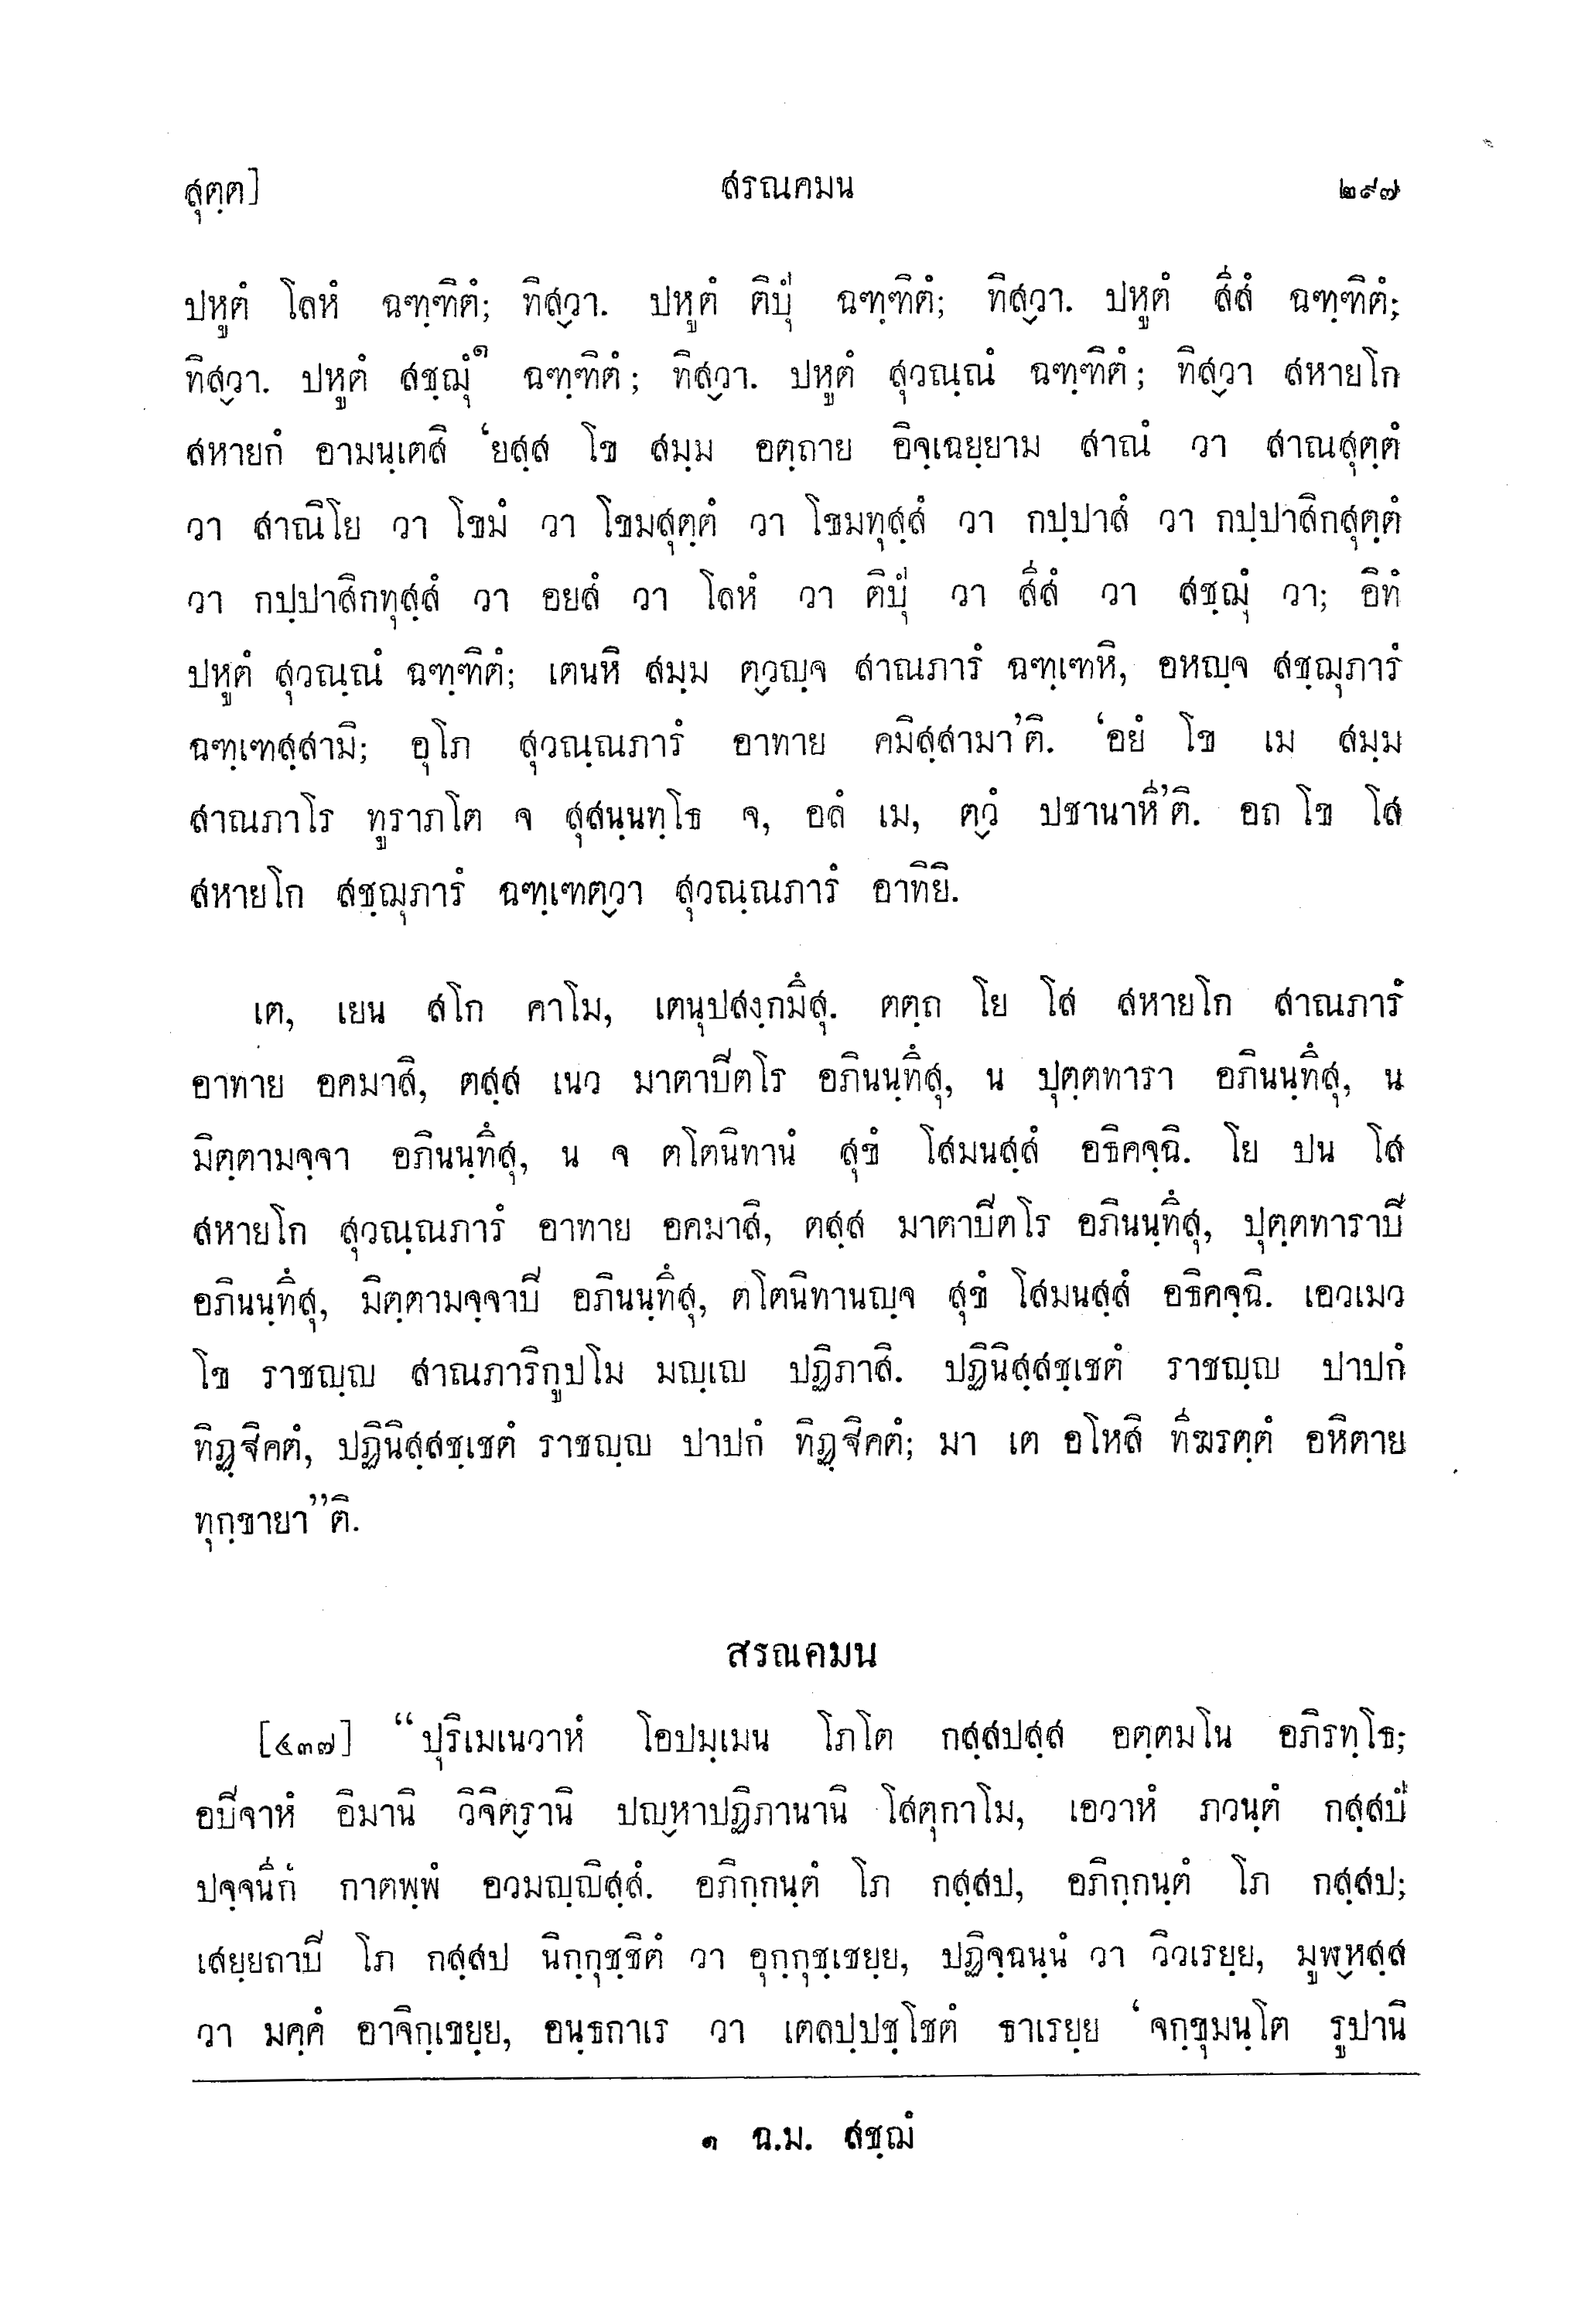 สุตฺต]
สรณคมน
๒๙๗
ปหูตํ โลหํ ฉฑฺฑิตํ; ทิสฺวา. ปหูตํ ติปุํ ฉฑฺฑิตํ; ทิสฺวา. ปหูตํ สีสํ ฉฑฺฑิตํ;
ทิสฺวา. ปหูตํ สชฺฌุํ๑ ฉฑฺฑิตํ; ทิสฺวา. ปหูตํ สุวณฺณํ ฉฑฺฑิตํ; ทิสฺวา สหายโก
สหายกํ อามนฺเตสิ ‘ยสฺส โข สมฺม อตฺถาย อิจฺเฉยฺยาม สาณํ วา สาณสุตฺตํ
วา สาณิโย วา โขมํ วา โขมสุตฺตํ วา โขมทุสฺสํ วา กปฺปาสํ วา กปฺปาสิกสุตฺตํ
วา กปฺปาสิกทุสฺสํ วา อยสํ วา โลหํ วา ติปุํ วา สีสํ วา สชฺฌุํ วา; อิทํ
ปหูตํ สุวณฺณํ ฉฑฺฑิตํ; เตนหิ สมฺม ตฺวญฺจ สาณภารํ ฉฑฺเฑหิ, อหญฺจ สชฺฌุภารํ
ฉฑฺเฑสฺสามิ; อุโภ สุวณฺณภารํ อาทาย คมิสฺสามา’ติ. ‘อยํ โข เม สมฺม
สาณภาโร ทูราภโต จ สุสนฺนทฺโธ จ, อลํ เม, ตฺวํ ปชานาหี’ติ. อถ โข โส
สหายโก สชฺฌุภารํ ฉฑฺเฑตฺวา สุวณฺณภารํ อาทิยิ.
เต, เยน สโก คาโม, เตนุปสงฺกมิํสุ. ตตฺถ โย โส สหายโก สาณภารํ
อาทาย อคมาสิ, ตสฺส เนว มาตาปิตโร อภินนฺทิํสุ, น ปุตฺตทารา อภินนฺทิํสุ, น
มิตฺตามจฺจา อภินนฺทิํสุ, น จ ตโตนิทานํ สุขํ โสมนสฺสํ อธิคจฺฉิ. โย ปน โส
สหายโก สุวณฺณภารํ อาทาย อคมาสิ, ตสฺส มาตาปิตโร อภินนฺทิํสุ, ปุตฺตทาราปิ
อภินนฺทิํสุ, มิตฺตามจฺจาปิ อภินนฺทิํสุ, ตโตนิทานญฺจ สุขํ โสมนสฺสํ อธิคจฺฉิ. เอวเมว
โข ราชญฺญ สาณภาริกูปโม มญฺเญ ปฏิภาสิ. ปฏินิสฺสชฺเชตํ ราชญฺญ ปาปกํ
ทิฏฺฐิคตํ, ปฏินิสฺสชฺเชตํ ราชญฺญ ปาปกํ ทิฏฺฐิคตํ; มา เต อโหสิ ทีฆรตฺตํ อหิตาย
ทุกฺขายา”ติ.
สรณคมน
[๔๓๗] “ปุริเมเนวาหํ โอปมฺเมน โภโต กสฺสปสฺส อตฺตมโน อภิรทฺโธ;
อปิจาหํ อิมานิ วิจิตฺรานิ ปญฺหาปฏิภานานิ โสตุกาโม, เอวาหํ ภวนฺตํ กสฺสปํ
ปจฺจนีกํ กาตพฺพํ อวมญฺญิสฺสํ. อภิกฺกนฺตํ โภ กสฺสป, อภิกฺกนฺตํ โภ กสฺสป;
เสยฺยถาปิ โภ กสฺสป นิกฺกุชฺชิตํ วา อุกฺกุชฺเชยฺย, ปฏิจฺฉนฺนํ วา วิวเรยฺย, มูฬฺหสฺส
วา มคฺคํ อาจิกฺเขยฺย, อนฺธกาเร วา เตลปฺปชฺโชตํ ธาเรยฺย ‘จกฺขุมนฺโต รูปานิ
๑ ฉ.ม. สชฺฌํ